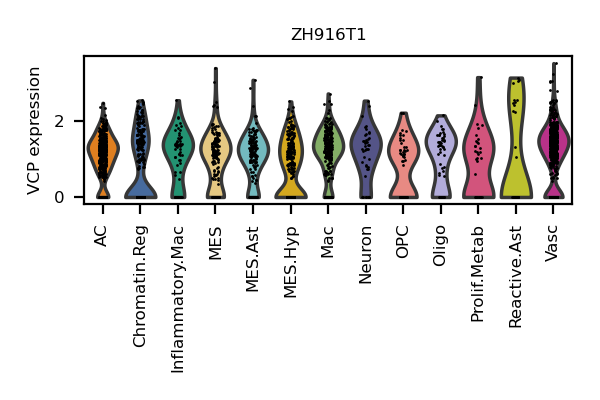 ZH916T1
VCP expression
2
0
AC
Chromatin.Reg
Inflammatory.Mac
MES
MES.Ast
MES.Hyp
Mac
Neuron
OPC
Oligo
Prolif.Metab
Reactive.Ast
Vasc